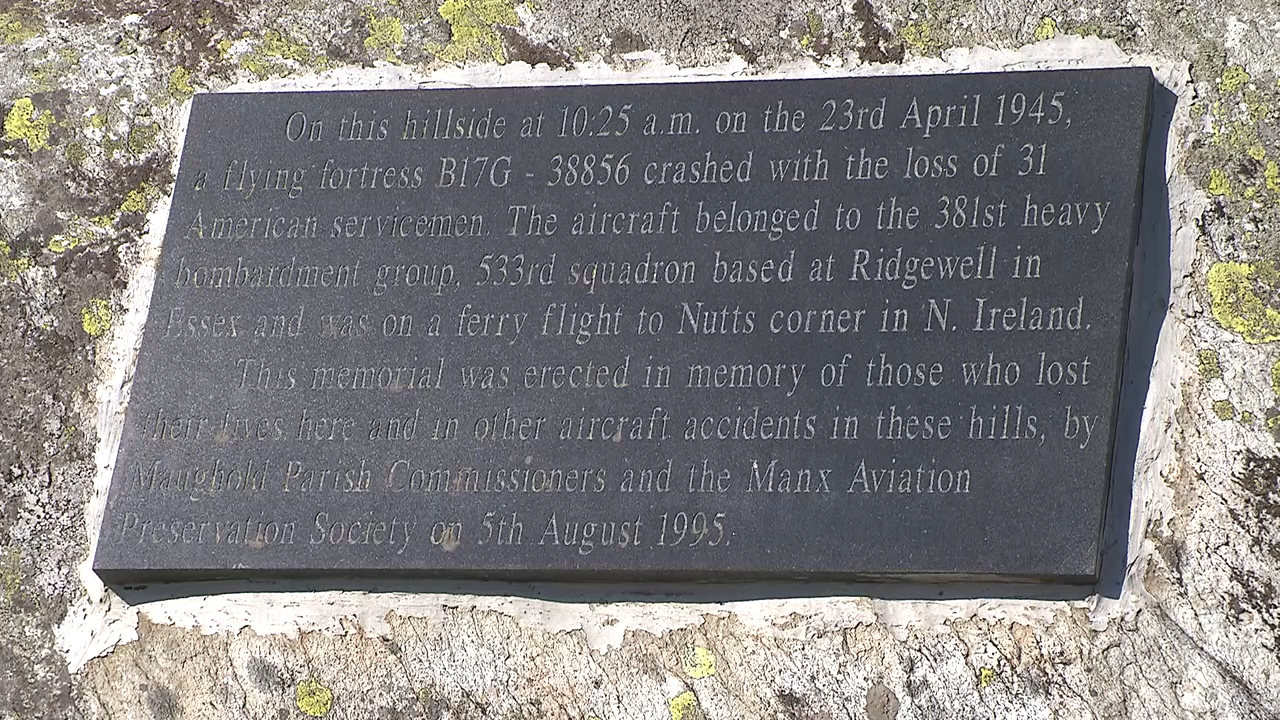 On this hillside at 10:25 a.m. on the 23rd April 1945,
a flying fortress B17G - 38856 crashed with the loss of 31
American servicemen. The aircraft belonged to the 381st heavy
bombardment group, 533rd squadron based at Ridgewell in
Essex and was on a ferry flight to Nutts corner in N. Ireland.
This memorial was erected in memory of those who lost
their lives here and in other aircraft accidents in these hills, by
Maughold Parish Commissioners and the Manx Aviation
Preservation Society on 5th August 1995.